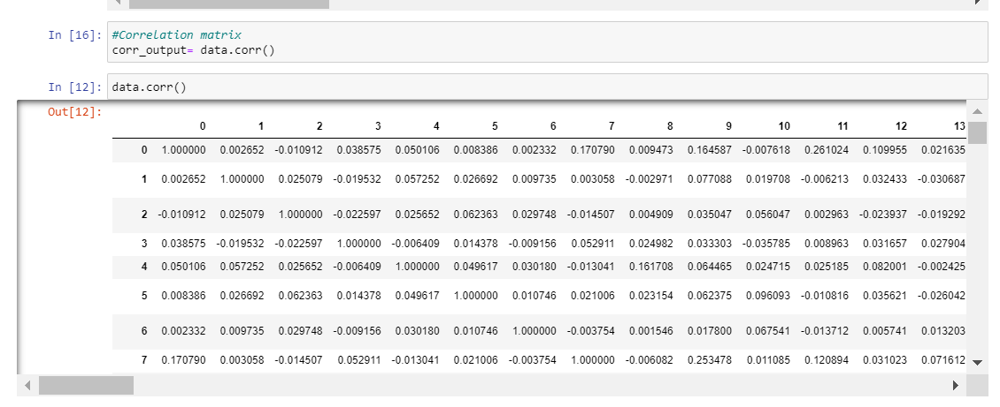 In [16]: #Correlation matrix
corr_output= data.corr()
In [12]: data.corr()
Out[12]:
0 1 2 3 4 5 6 7 8 9 10 11 12 13
0 1.000000 0.002652 -0.010912 0.038575 0.050106 0.008386 0.002332 0.170790 0.009473 0.164587 -0.007618 0.261024 0.109955 0.021635
1 0.002652 1.000000 0.025079 -0.019532 0.057252 0.026692 0.009735 0.003058 -0.002971 0.077088 0.019708 -0.006213 0.032433 -0.030687
2 -0.010912 0.025079 1.000000 -0.022597 0.025652 0.062363 0.029748 -0.014507 0.004909 0.035047 0.056047 0.002963 -0.023937 -0.019292
3 0.038575 -0.019532 -0.022597 1.000000 -0.006409 0.014378 -0.009156 0.052911 0.024982 0.033303 -0.035785 0.008963 0.031657 0.027904
4 0.050106 0.057252 0.025652 -0.006409 1.000000 0.049617 0.030180 -0.013041 0.161708 0.064465 0.024715 0.025185 0.082001 -0.002425
5 0.008386 0.026692 0.062363 0.014378 0.049617 1.000000 0.010746 0.021006 0.023154 0.062375 0.096093 -0.010816 0.035621 -0.026042
6 0.002332 0.009735 0.029748 -0.009156 0.030180 0.010746 1.000000 -0.003754 0.001546 0.017800 0.067541 -0.013712 0.005741 0.013203
7 0.170790 0.003058 -0.014507 0.052911 -0.013041 0.021006 -0.003754 1.000000 -0.006082 0.253478 0.011085 0.120894 0.031023 0.071612